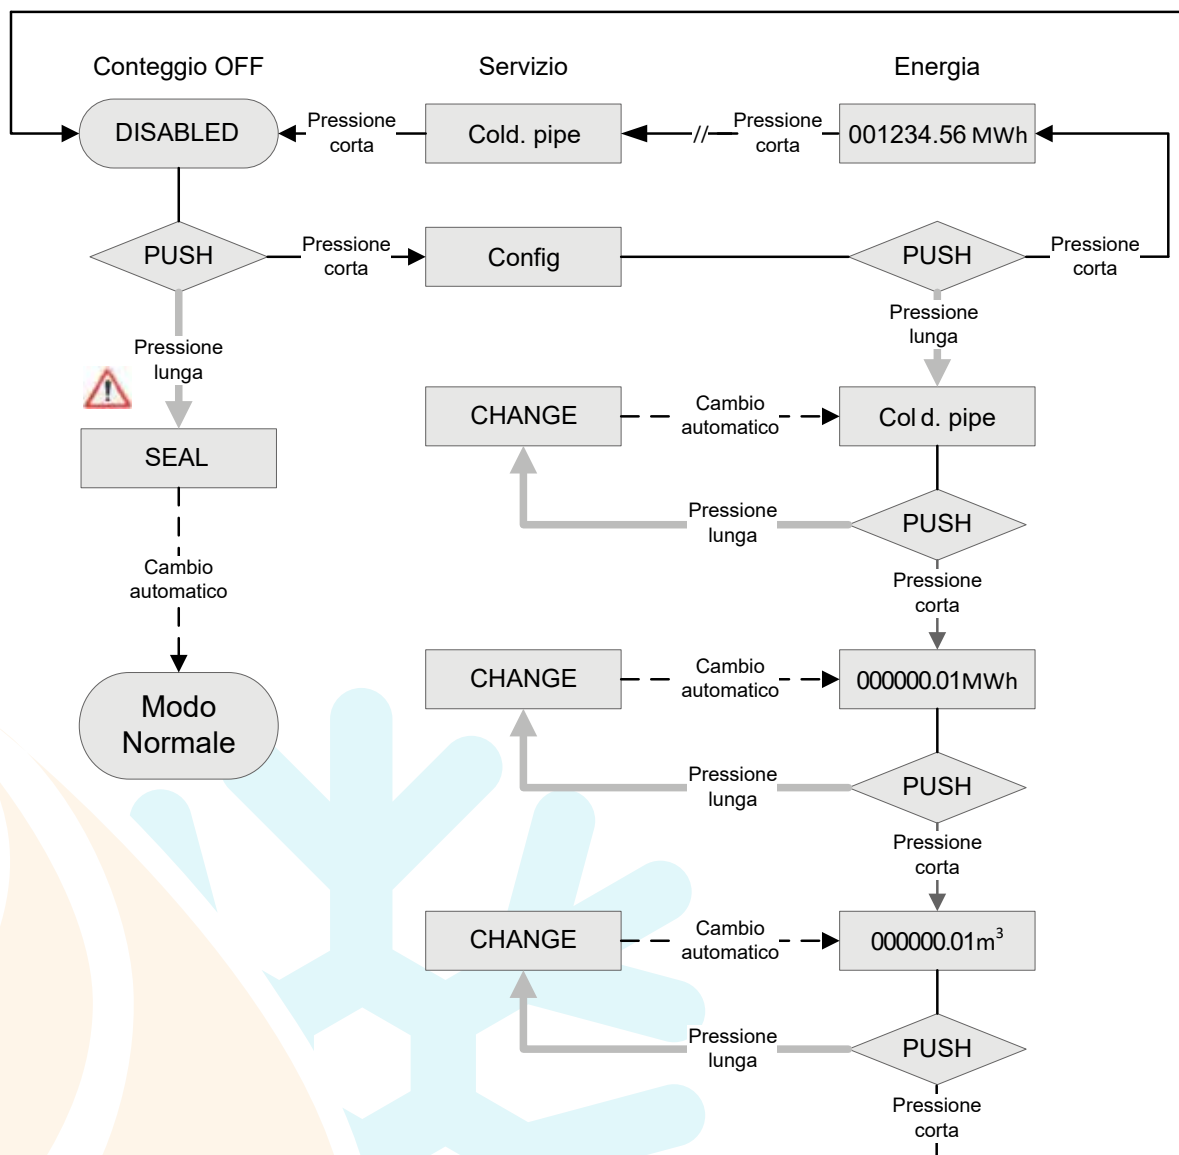 Conteggio OFF
Servizio
Energia
DISABLED
Pressione
corta
Cold. pipe
//
Pressione
corta
001234.56 MWh
PUSH
Pressione
corta
Config
PUSH
Pressione
corta
Pressione
lunga
Pressione
lunga
CHANGE
Cambio
automatico
Cold. pipe
SEAL
Pressione
lunga
PUSH
Cambio
automatico
Pressione
corta
CHANGE
Cambio
automatico
000000.01MWh
Modo
Normale
Pressione
lunga
PUSH
Pressione
corta
CHANGE
Cambio
automatico
000000.01m³
Pressione
lunga
PUSH
Pressione
corta